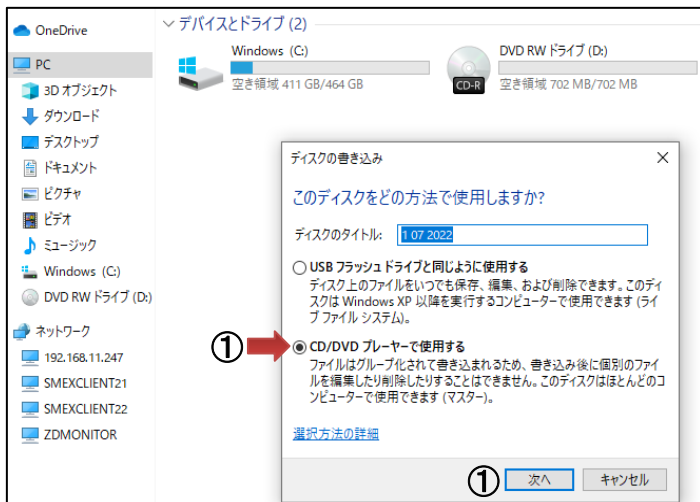 OneDrive
PC
3D オブジェクト
ダウンロード
デスクトップ
ドキュメント
ピクチャ
ビデオ
ミュージック
Windows (C:)
DVD RW ドライブ (D:)
ネットワーク
192.168.11.247
SMEXCLIENT21
SMEXCLIENT22
ZDMONITOR
デバイスとドライブ (2)
Windows (C:)
空き領域 411 GB/464 GB
DVD RW ドライブ (D:)
CD-R
空き領域 702 MB/702 MB
ディスクの書き込み
このディスクをどの方法で使用しますか?
ディスクのタイトル: 1 07 2022
USB フラッシュ ドライブと同じように使用する
ディスク上のファイルをいつでも保存、編集、および削除できます。このディ
スクは Windows XP 以降を実行するコンピューターで使用できます (ライ
ブ ファイル システム)。
① CD/DVD プレーヤーで使用する
ファイルはグループ化されて書き込まれるため、書き込み後に個別のファイ
ルを編集したり削除したりすることはできません。このディスクはほとんどのコ
ンピューターで使用できます (マスター)。
選択方法の詳細
① 次へ キャンセル